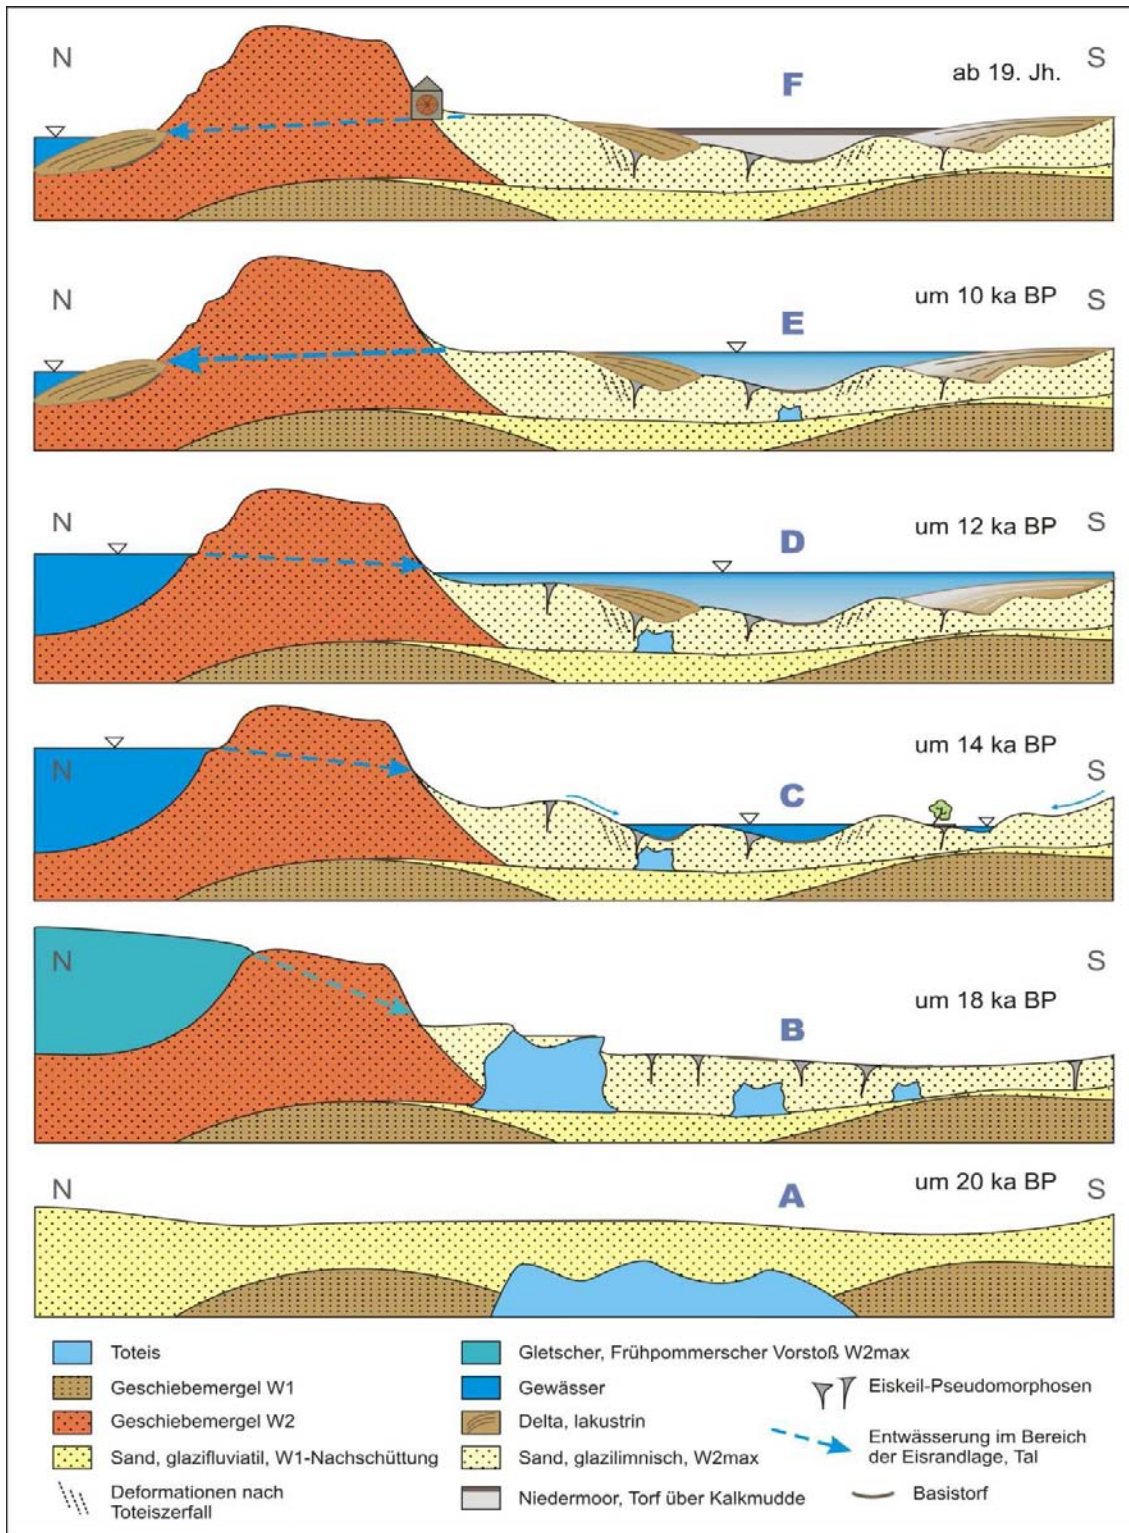 N
ab 19. Jh.
S
F
N
um 10 ka BP
S
E
N
um 12 ka BP
S
D
N
um 14 ka BP
S
C
N
um 18 ka BP
S
B
N
um 20 ka BP
S
A
Toteis
Geschiebemergel W1
Geschiebemergel W2
Sand, glazifluviatil, W1-Nachschüttung
Deformationen nach
Toteiszerfall
Gletscher, Frühpommerscher Vorstoß W2max
Gewässer
Delta, lakustrin
Sand, glazilimnisch, W2max
Niedermoor, Torf über Kalkmudde
Eiskeil-Pseudomorphosen
Entwässerung im Bereich
der Eisrandlage, Tal
Basistorf